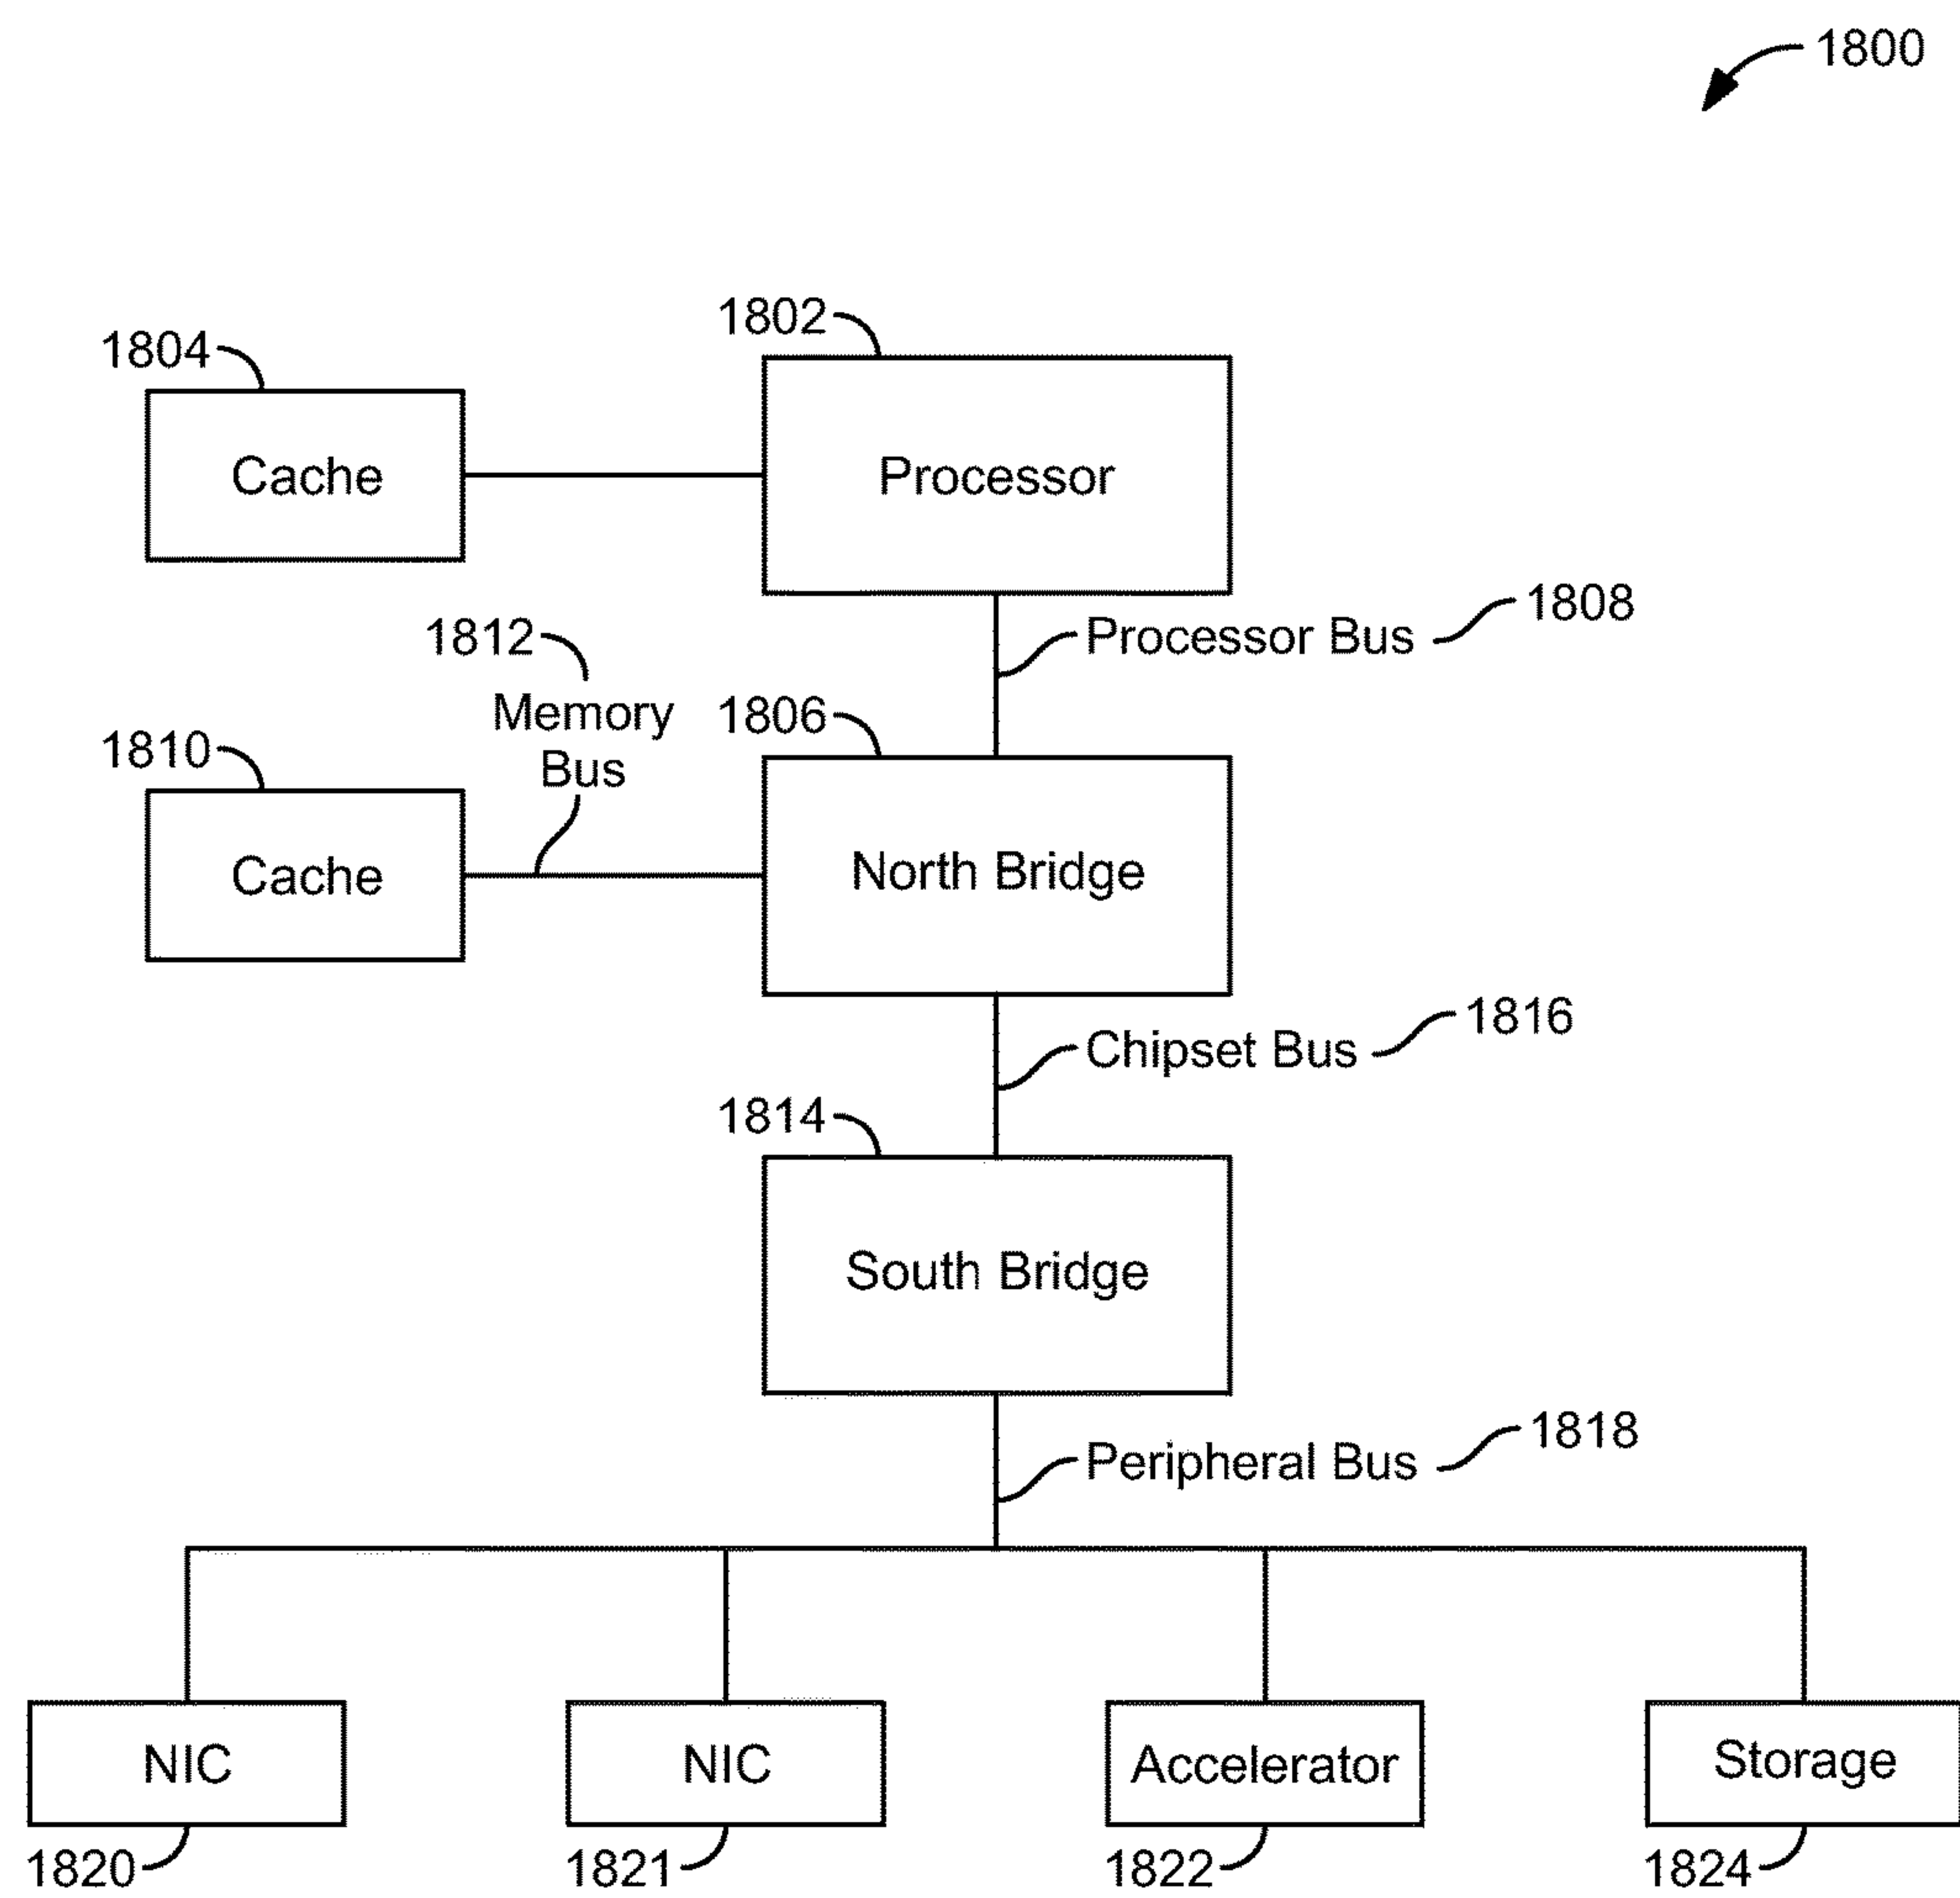 1800
1802
1804
Cache
Processor
1808
Processor Bus
1812
Memory
Bus
1806
1810
Cache
North Bridge
1816
Chipset Bus
1814
South Bridge
1818
Peripheral Bus
NIC
NIC
Accelerator
Storage
1820
1821
1822
1824